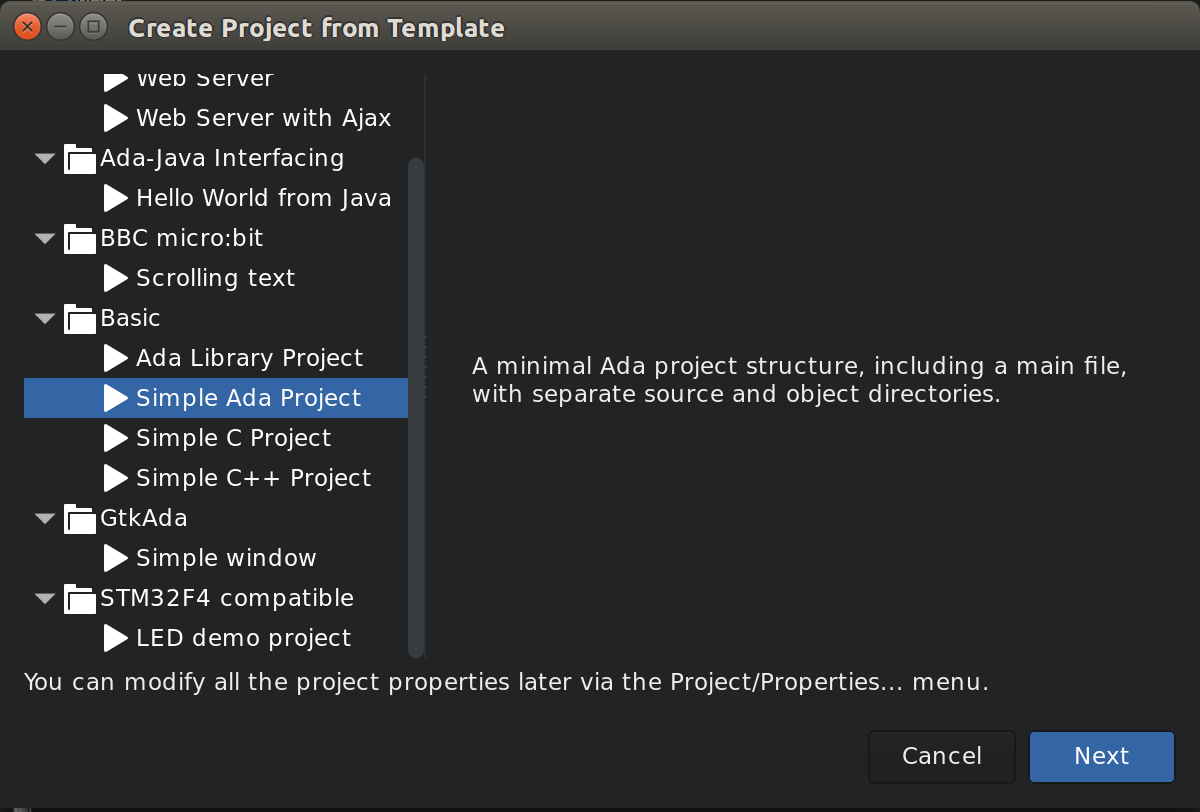 Create Project from Template
Web Server
Web Server with Ajax
Ada-Java Interfacing
Hello World from Java
BBC micro:bit
Scrolling text
Basic
Ada Library Project
Simple Ada Project
Simple C Project
Simple C++ Project
GtkAda
Simple window
STM32F4 compatible
LED demo project
A minimal Ada project structure, including a main file,
with separate source and object directories.
You can modify all the project properties later via the Project/Properties... menu.
Cancel
Next